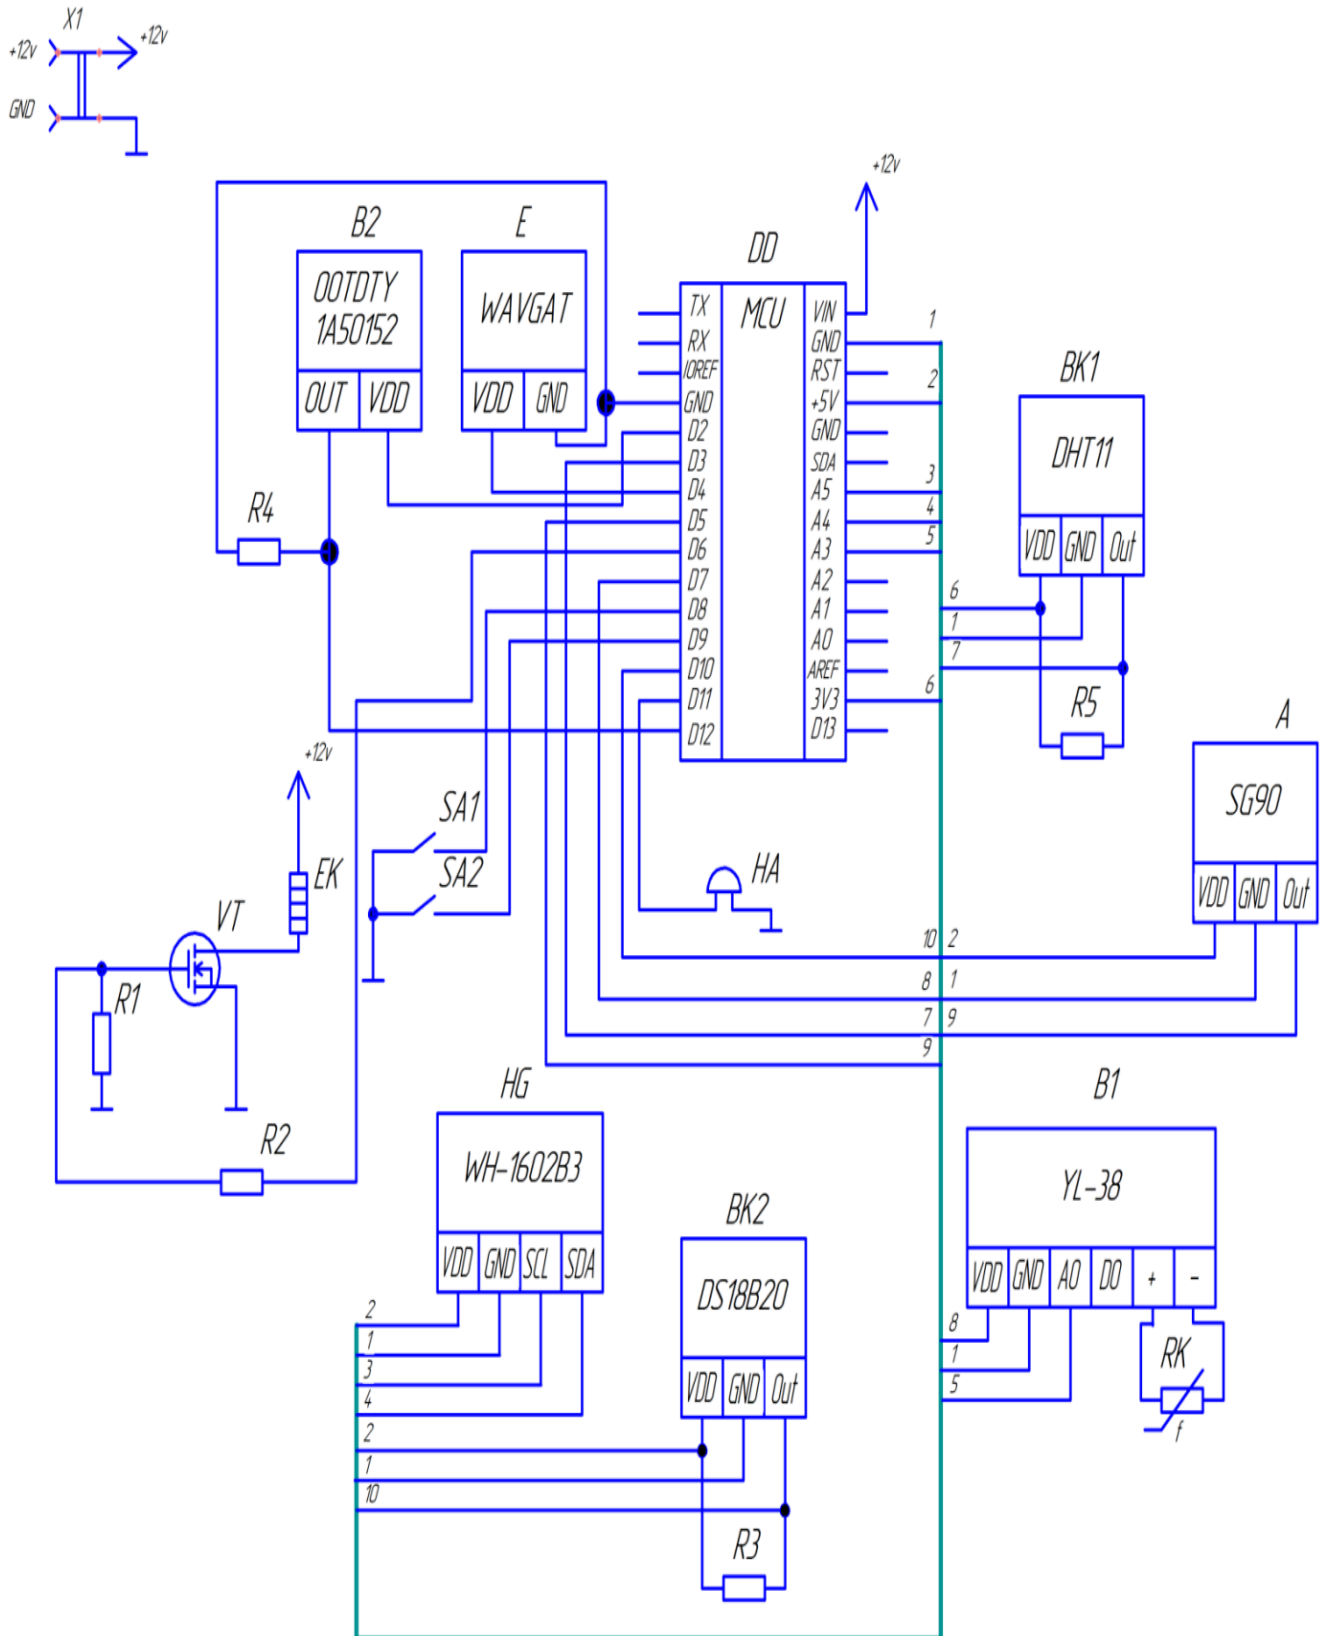 X1
+12v
+12v
GND
+12v
B2
E
DD
OOTDTY
1A50152
OUT
VDD
WAVGAT
VDD
GND
MCU
TX
RX
IOREF
GND
D2
D3
D4
D5
D6
D7
D8
D9
D10
D11
D12
VIN
GND
RST
+5V
GND
SDA
A5
A4
A3
A2
A1
A0
AREF
3V3
D13
1
2
3
4
5
6
1
7
6
BK1
DHT11
VDD
GND
Out
R5
R4
A
SG90
VDD
GND
Out
+12v
SA1
SA2
EK
VT
R1
R2
HA
10
2
8
1
7
9
9
HG
WH-1602B3
VDD
GND
SCL
SDA
2
1
3
4
2
1
10
BK2
DS18B20
VDD
GND
Out
R3
B1
YL-38
VDD
GND
A0
D0
+
-
8
1
5
RK
f